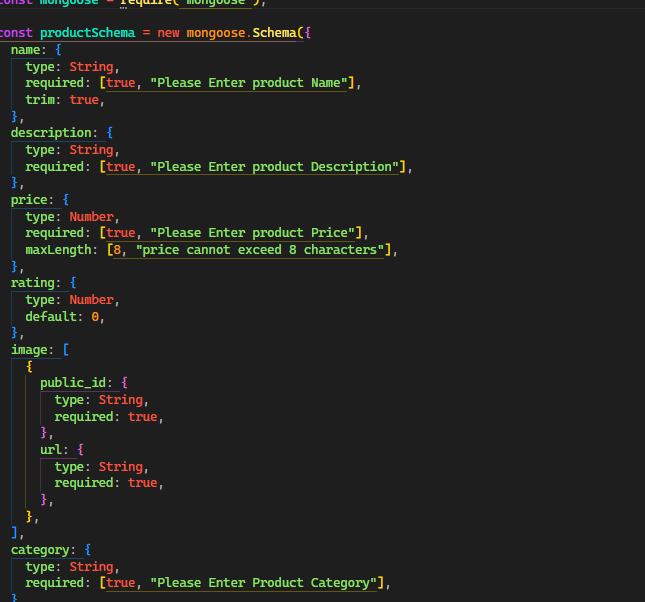 const mongoose = require("mongoose");
const productSchema = new mongoose.Schema({
name: {
type: String,
required: [true, "Please Enter product Name"],
trim: true,
},
description: {
type: String,
required: [true, "Please Enter product Description"],
},
price: {
type: Number,
required: [true, "Please Enter product Price"],
maxLength: [8, "price cannot exceed 8 characters"],
},
rating: {
type: Number,
default: 0,
},
image: [
{
public_id: {
type: String,
required: true,
},
url: {
type: String,
required: true,
},
},
],
category: {
type: String,
required: [true, "Please Enter Product Category"],
}